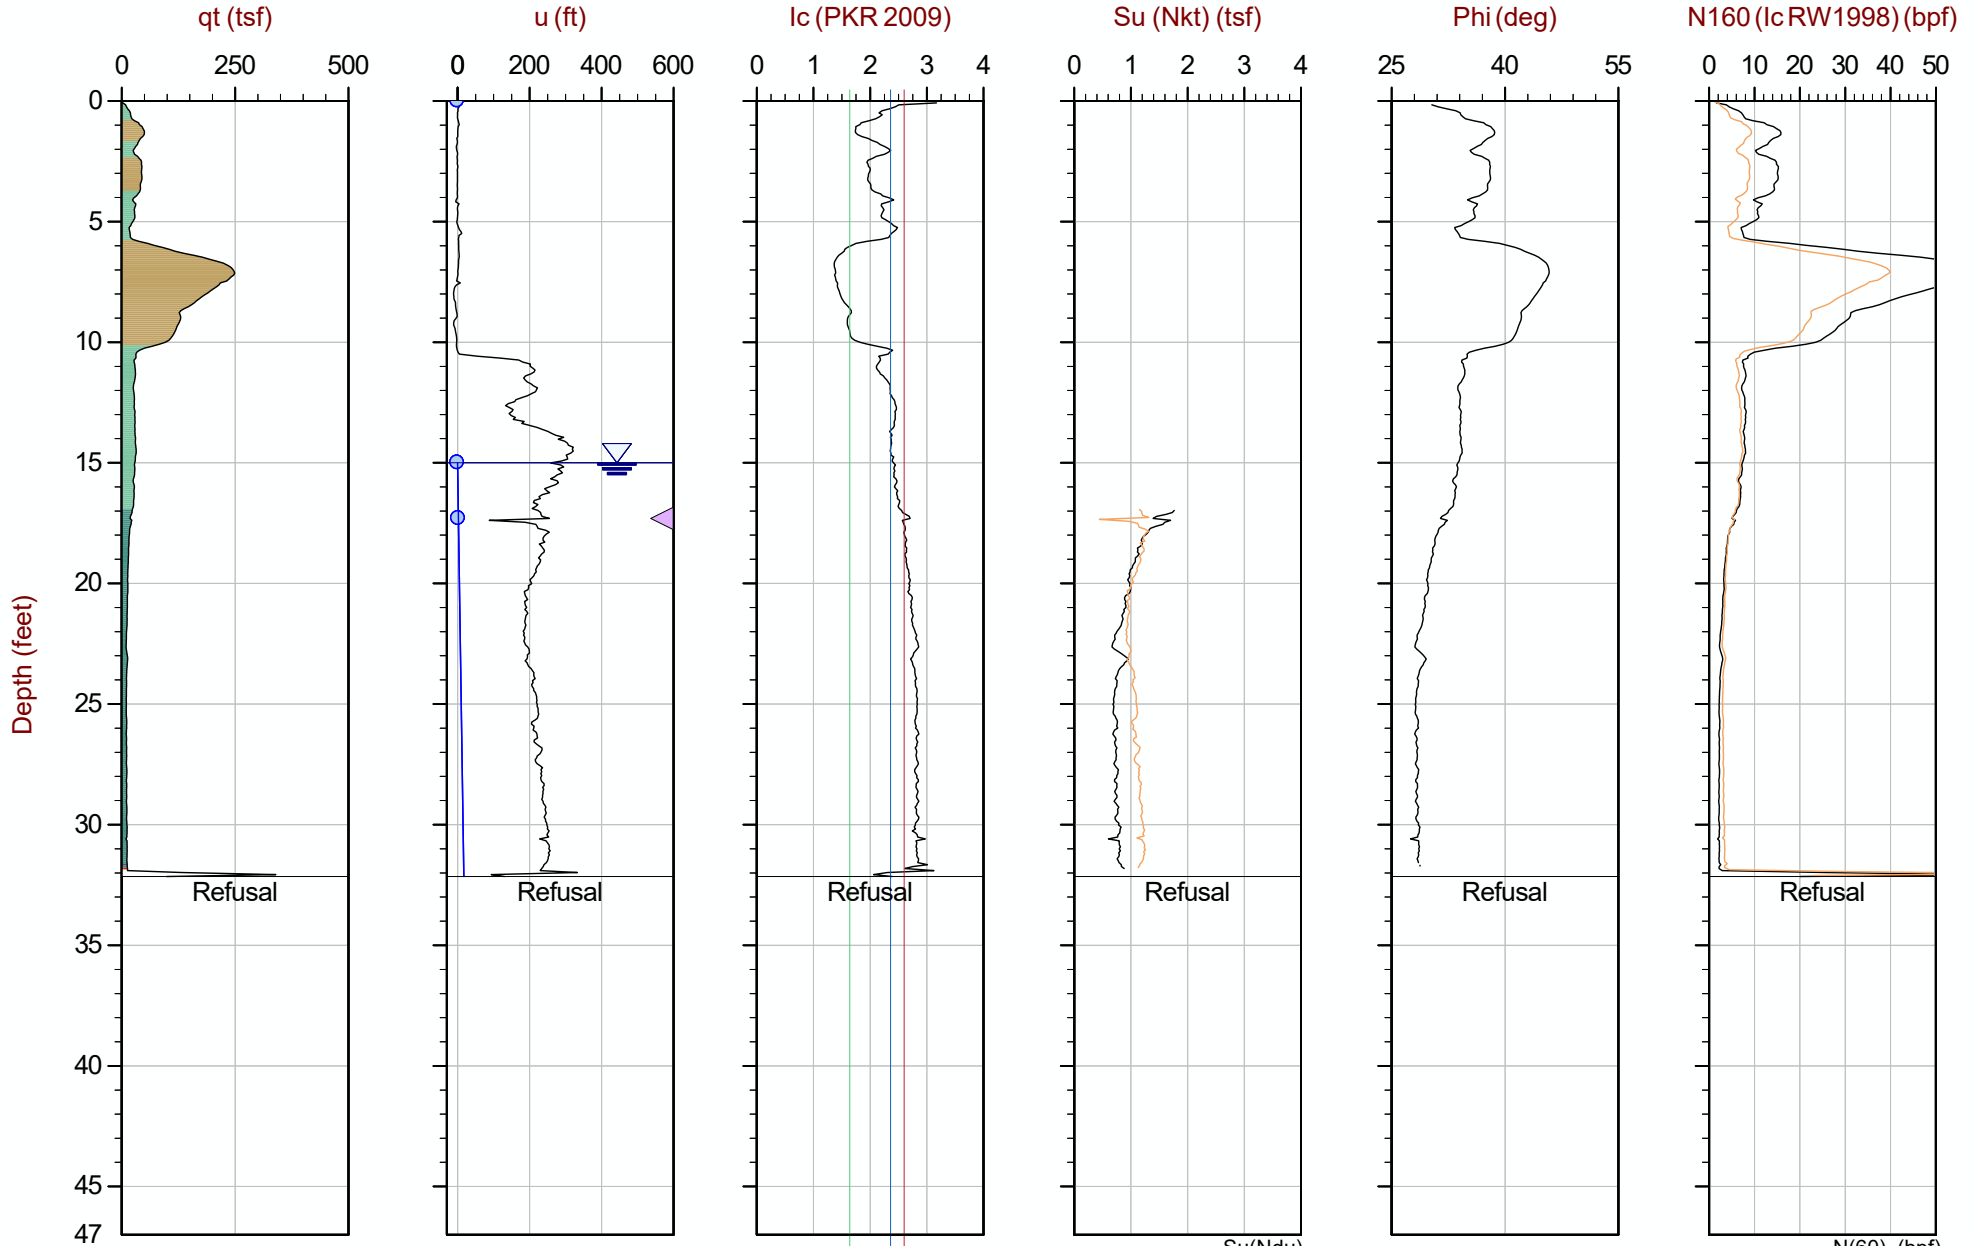 qt (tsf) u (ft) Ic (PKR 2009) Su (Nkt) (tsf) Phi (deg) N160 (Ic RW1998) (bpf)
0 250 500 0 200 400 600 0 1 2 3 4 0 1 2 3 4 25 40 55 0 10 20 30 40 50
0
5
10
15
20
25
30
Refusal Refusal Refusal Refusal Refusal Refusal
35
40
45
47
Depth (feet)